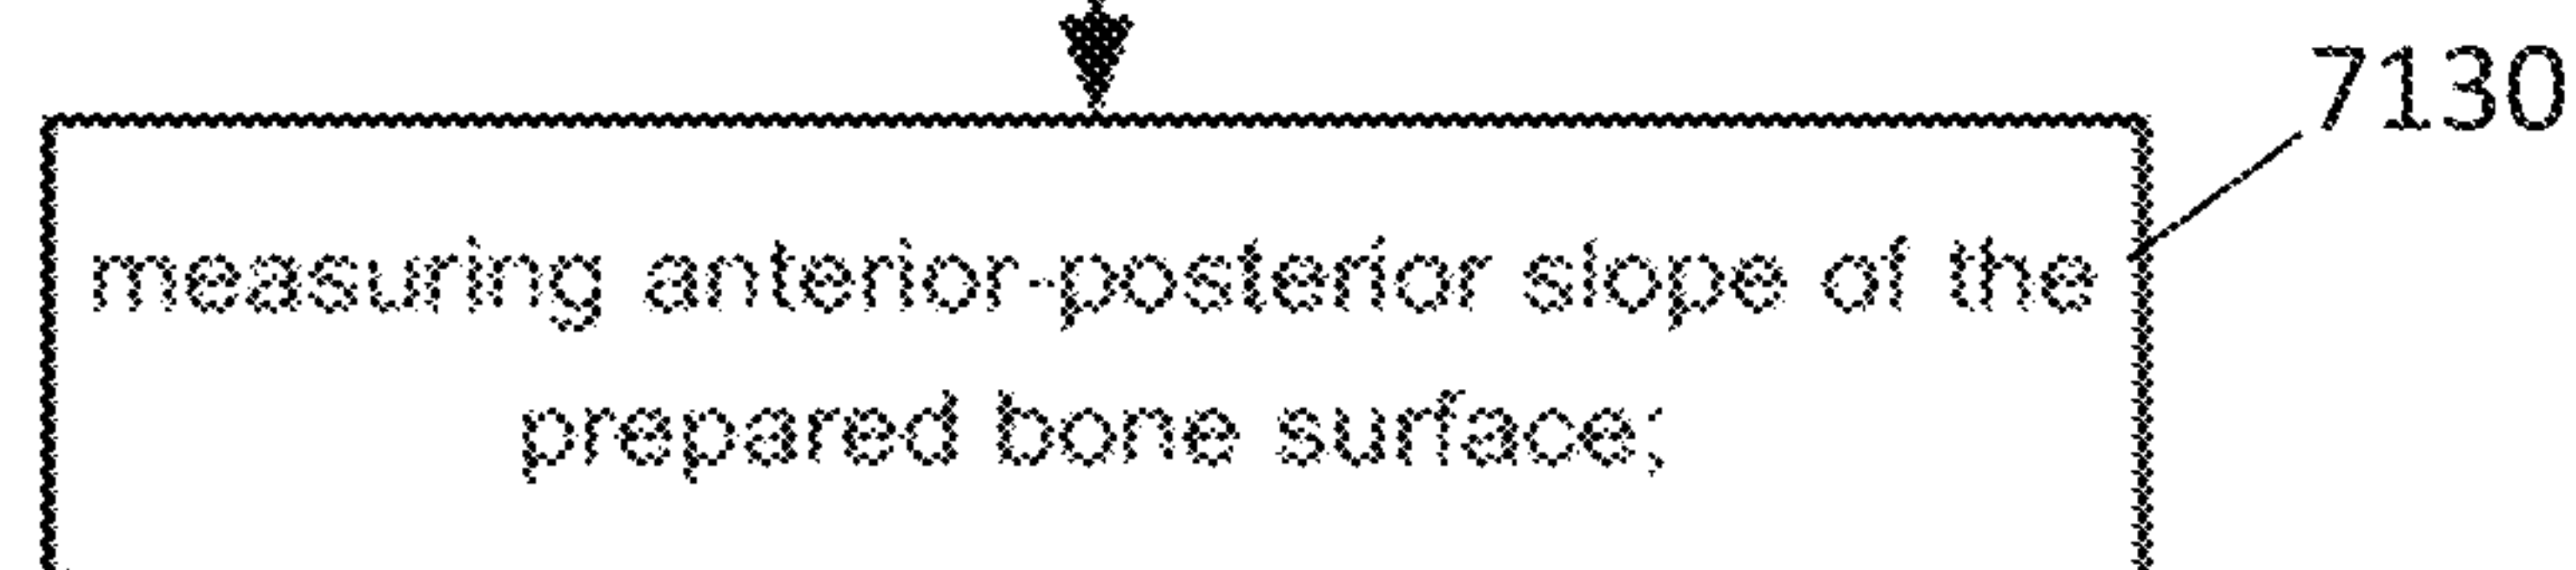 7130
measuring anterior-posterior slope of the
prepared bone surface;